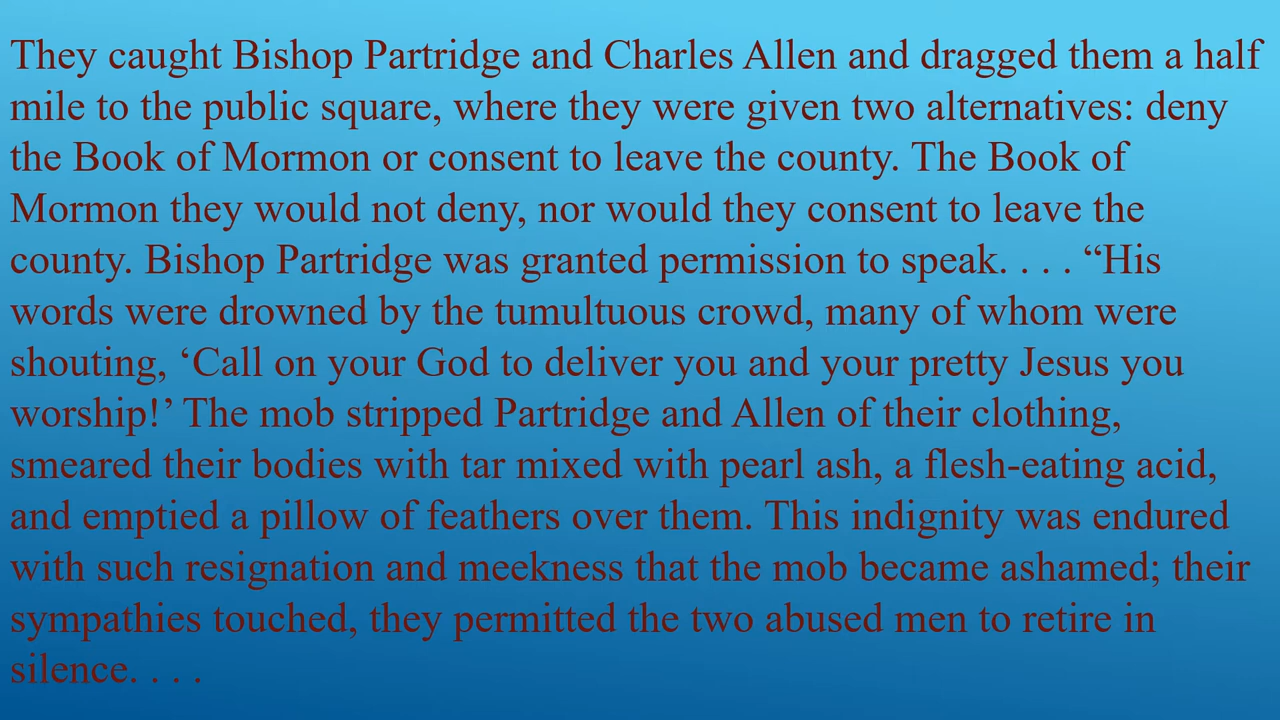 They caught Bishop Partridge and Charles Allen and dragged them a half
mile to the public square, where they were given two alternatives: deny
the Book of Mormon or consent to leave the county. The Book of
Mormon they would not deny, nor would they consent to leave the
county. Bishop Partridge was granted permission to speak. . . . “His
words were drowned by the tumultuous crowd, many of whom were
shouting, ‘Call on your God to deliver you and your pretty Jesus you
worship!’ The mob stripped Partridge and Allen of their clothing,
smeared their bodies with tar mixed with pearl ash, a flesh-eating acid,
and emptied a pillow of feathers over them. This indignity was endured
with such resignation and meekness that the mob became ashamed; their
sympathies touched, they permitted the two abused men to retire in
silence. . . .